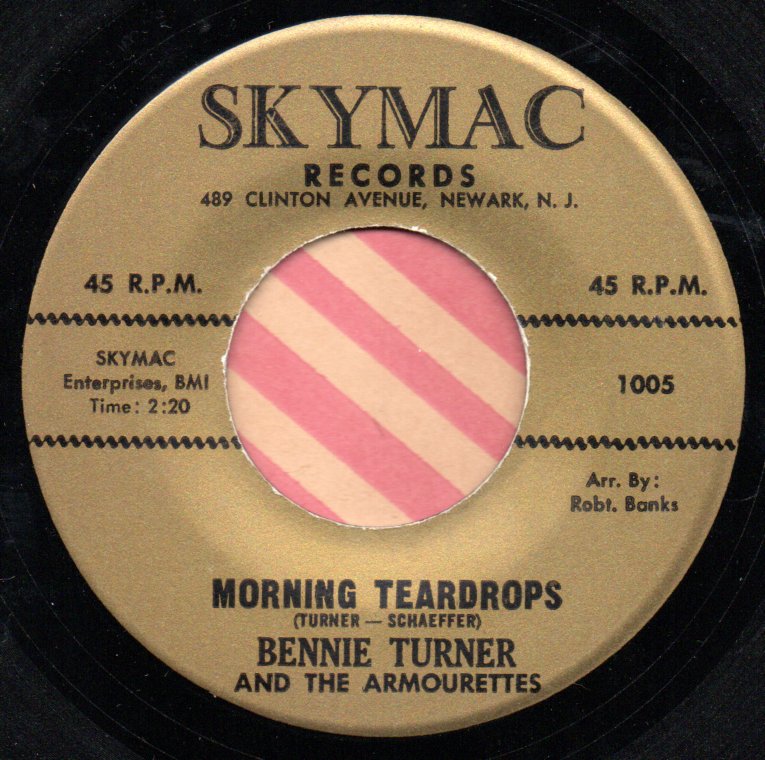 SKYMAC
RECORDS
489 CLINTON AVENUE, NEWARK, N. J.
45 R.P.M.
45 R.P.M.
SKYMAC
Enterprises, BMI
Time: 2:20
1005
Arr. By:
Robt. Banks
MORNING TEARDROPS
(TURNER — SCHAEFFER)
BENNIE TURNER
AND THE ARMOURETTES